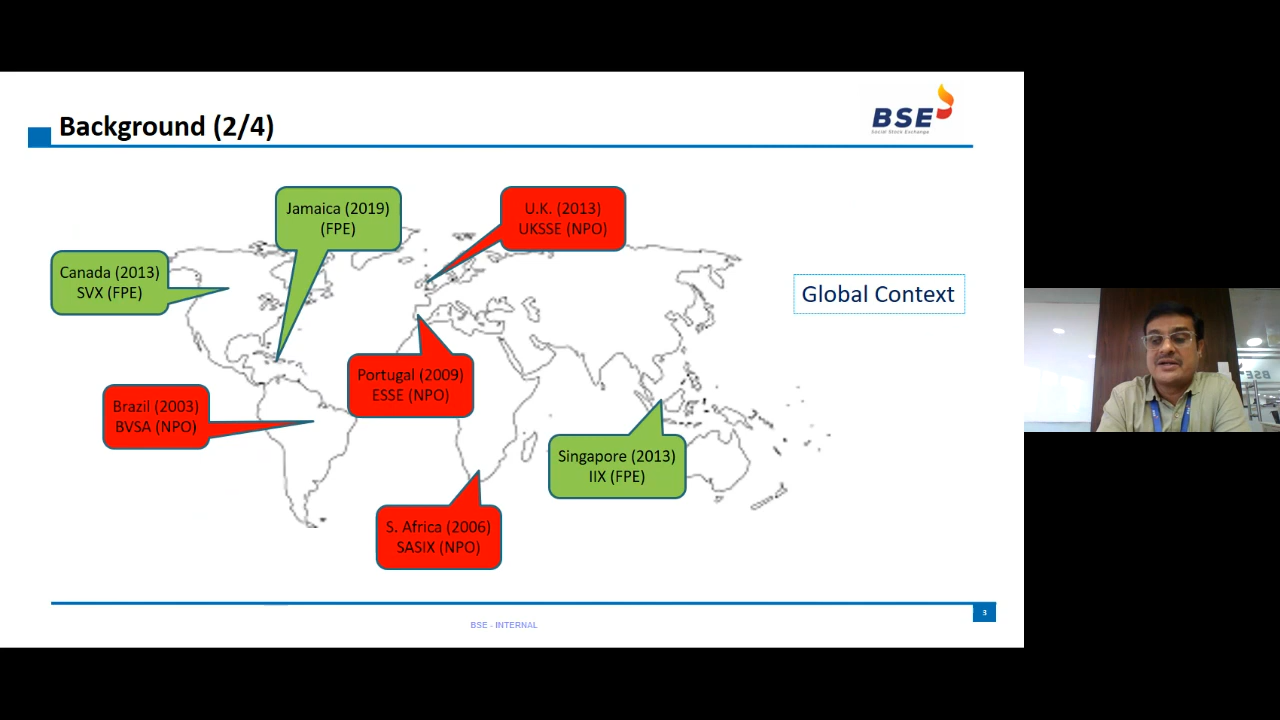 Background (2/4)
BSE
Social Stock Exchange
Jamaica (2019)
(FPE)
U.K. (2013)
UKSSE (NPO)
Canada (2013)
SVX (FPE)
Global Context
Portugal (2009)
ESSE (NPO)
Brazil (2003)
BVSA (NPO)
Singapore (2013)
IIX (FPE)
S. Africa (2006)
SASIX (NPO)
3
BSE - INTERNAL